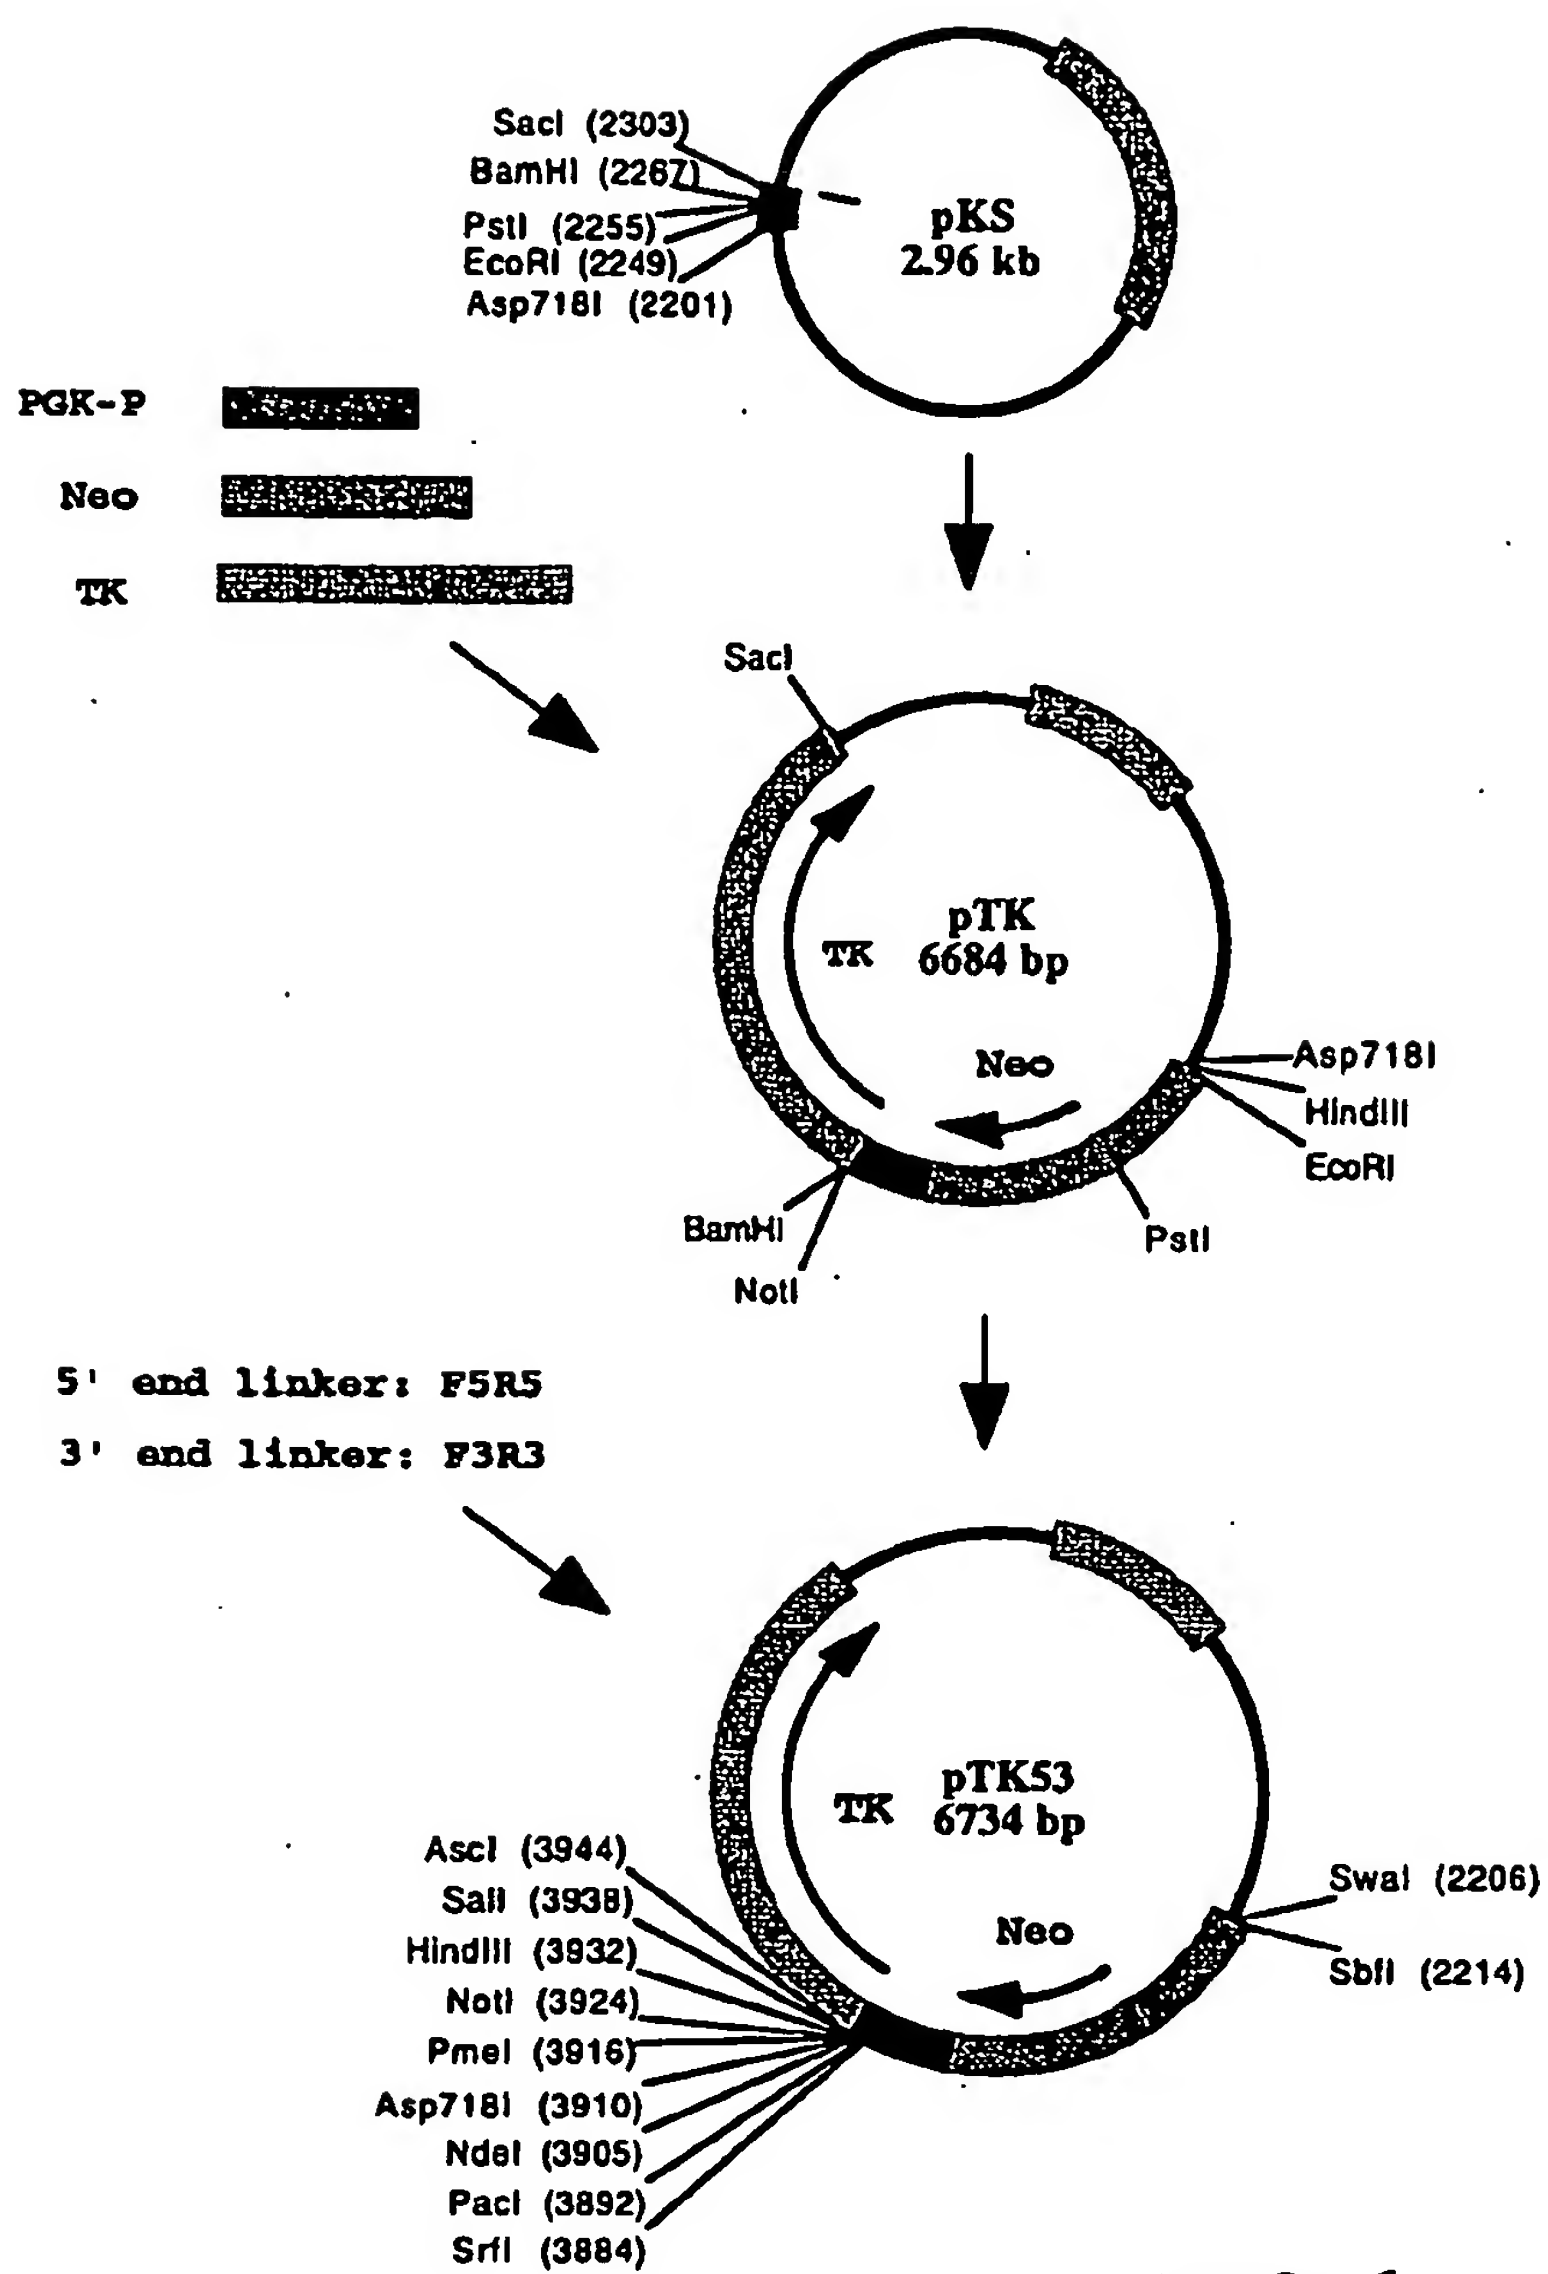 SacI (2303)
BamHI (2267)
PstI (2255)
EcoRI (2249)
Asp718I (2201)
pKS
2.96 kb
PGK-P
Neo
TK
SacI
pTK
6684 bp
TK
Neo
Asp718I
HindIII
EcoRI
PstI
BamHI
NotI
5' end linker: F5R5
3' end linker: F3R3
pTK53
6734 bp
TK
Neo
AscI (3944)
SalI (3938)
HindIII (3932)
NotI (3924)
PmeI (3916)
Asp718I (3910)
NdeI (3905)
PacI (3892)
SrfI (3884)
SwaI (2206)
SbfI (2214)